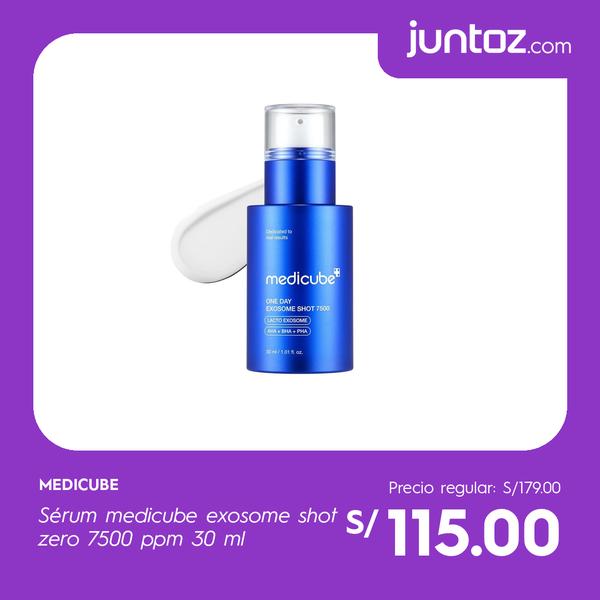 juntoz.com
Dedicated to
real results
medicube
ONE DAY
EXOSOME SHOT 7500
LACTO EXOSOME
AHA + BHA + PHA
30 ml / 1.01 fl. oz.
MEDICUBE
Sérum medicube exosome shot
zero 7500 ppm 30 ml
Precio regular: S/179.00
S/ 115.00